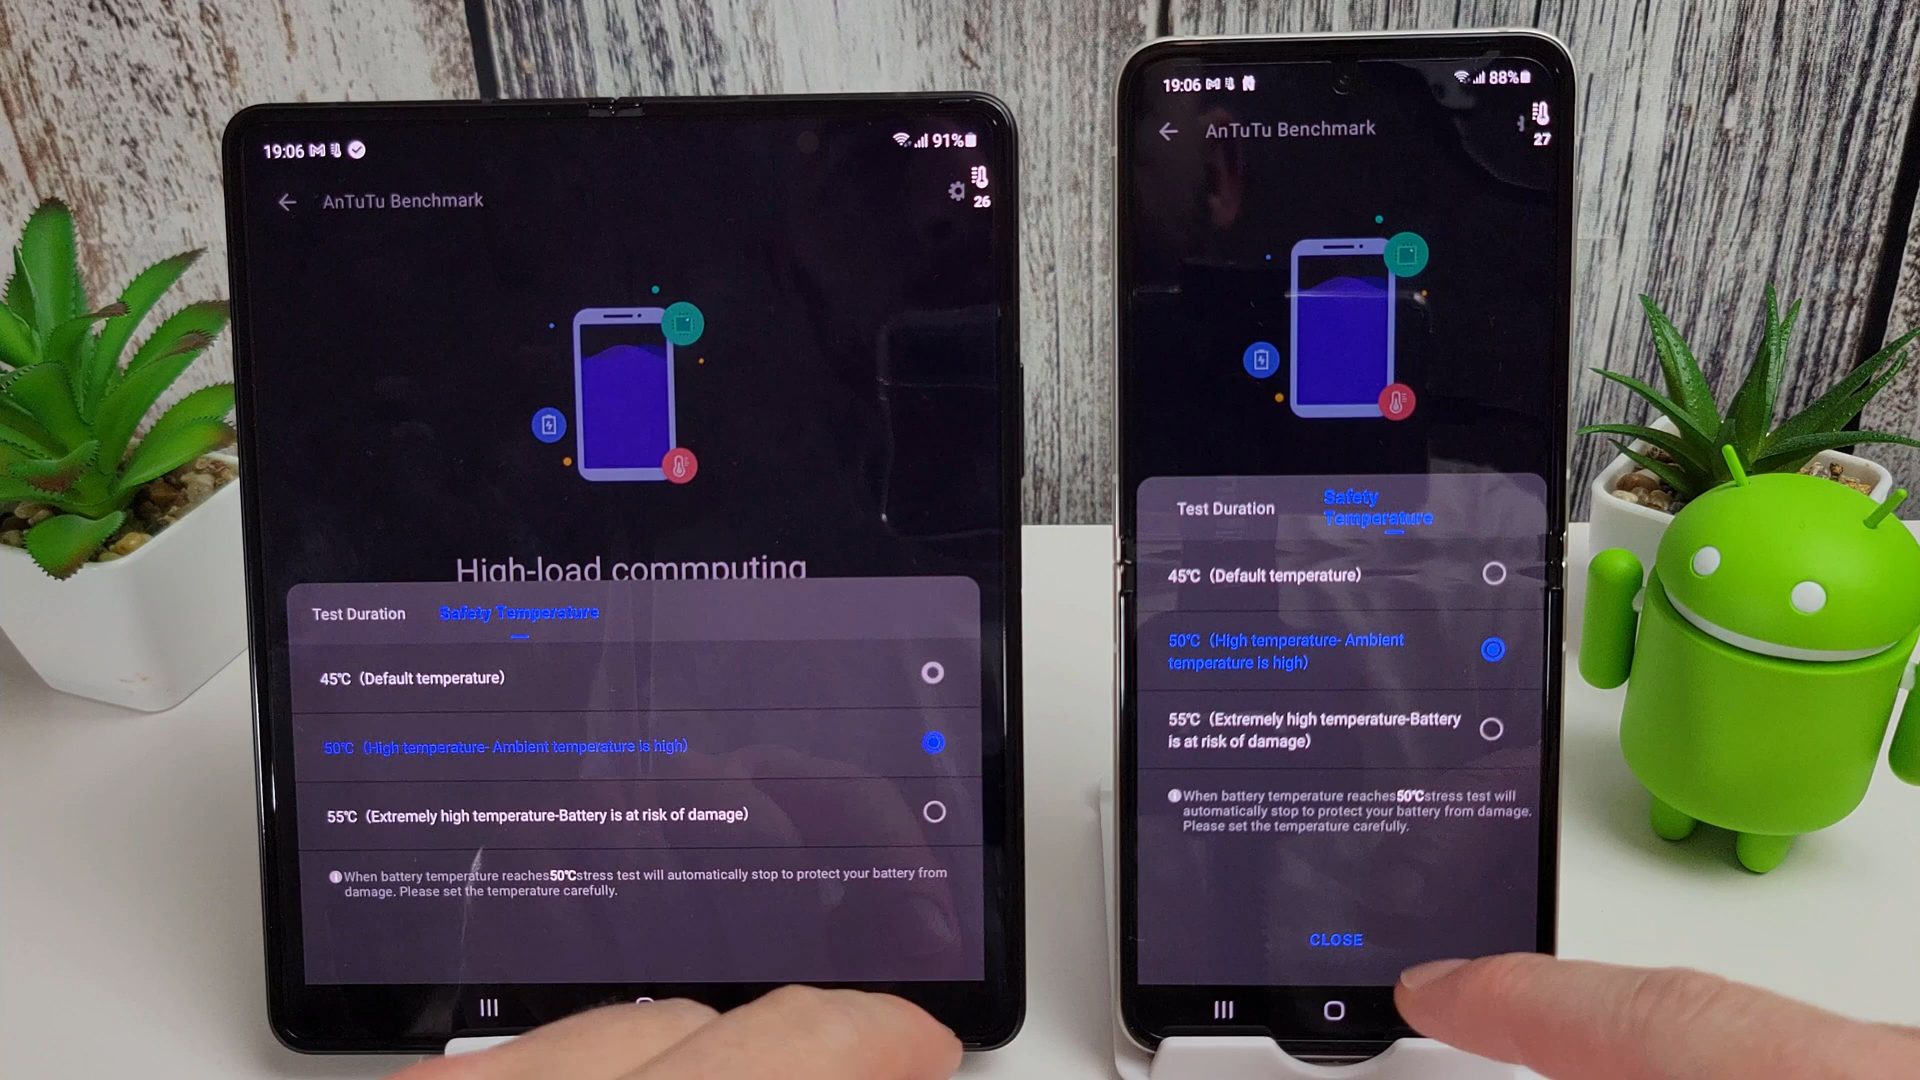 19:06
91%
AnTuTu Benchmark
26
High-load commputing
Test Duration
Safety Temperature
45℃（Default temperature）
50℃（High temperature- Ambient temperature is high）
55℃（Extremely high temperature-Battery is at risk of damage）
When battery temperature reaches50℃stress test will automatically stop to protect your battery from
damage. Please set the temperature carefully.
19:06
88%
AnTuTu Benchmark
27
Test Duration
Safety
Temperature
45℃（Default temperature）
50℃（High temperature- Ambient
temperature is high）
55℃（Extremely high temperature-Battery
is at risk of damage）
When battery temperature reaches50℃stress test will
automatically stop to protect your battery from damage.
Please set the temperature carefully.
CLOSE